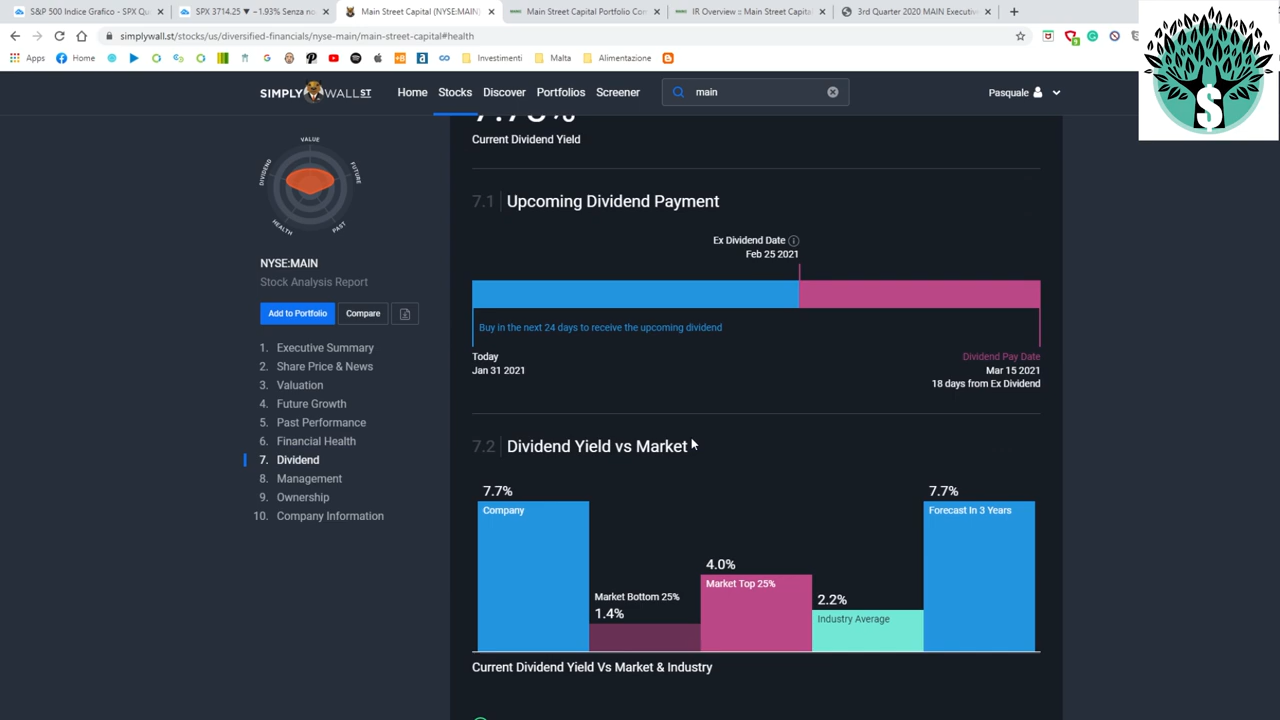 S&P 500 Indice Grafico - SPX Qu
SPX 3714.25 ▼ −1.93% Senza no
Main Street Capital (NYSE:MAIN)
Main Street Capital Portfolio Con
IR Overview :: Main Street Capital
3rd Quarter 2020 MAIN Executiv
simplywall.st/stocks/us/diversified-financials/nyse-main/main-street-capital#health
Apps
Home
Investimenti
Malta
Alimentazione
SIMPLY WALL ST
Home
Stocks
Discover
Portfolios
Screener
main
Pasquale
$
VALUE
FUTURE
PAST
HEALTH
DIVIDEND
NYSE:MAIN
Stock Analysis Report
Add to Portfolio
Compare
1. Executive Summary
2. Share Price & News
3. Valuation
4. Future Growth
5. Past Performance
6. Financial Health
7. Dividend
8. Management
9. Ownership
10. Company Information
Current Dividend Yield
7.1 Upcoming Dividend Payment
Ex Dividend Date
Feb 25 2021
Buy in the next 24 days to receive the upcoming dividend
Today
Jan 31 2021
Dividend Pay Date
Mar 15 2021
18 days from Ex Dividend
7.2 Dividend Yield vs Market
7.7%
Company
Market Bottom 25%
1.4%
4.0%
Market Top 25%
2.2%
Industry Average
7.7%
Forecast In 3 Years
Current Dividend Yield Vs Market & Industry